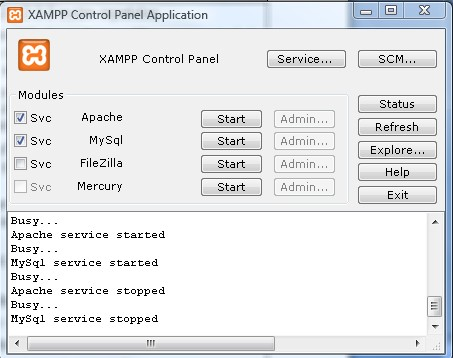 XAMPP Control Panel Application
XAMPP Control Panel
Service...
SCM...
Modules
Svc Apache Start Admin...
Svc MySql Start Admin...
Svc FileZilla Start Admin...
Svc Mercury Start Admin...
Status
Refresh
Explore...
Help
Exit
Busy...
Apache service started
Busy...
MySql service started
Busy...
Apache service stopped
Busy...
MySql service stopped